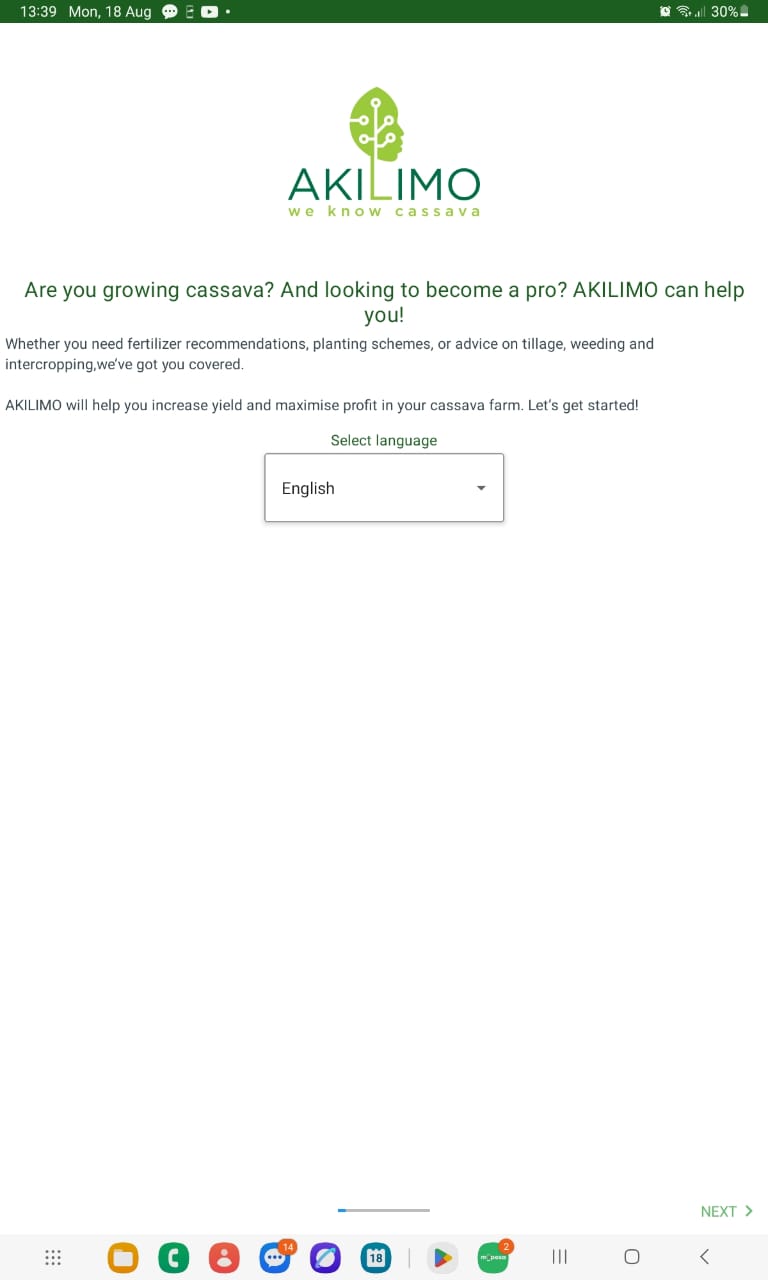 13:39 Mon, 18 Aug
30%
AKILIMO
we know cassava
Are you growing cassava? And looking to become a pro? AKILIMO can help
you!
Whether you need fertilizer recommendations, planting schemes, or advice on tillage, weeding and
intercropping,we've got you covered.
AKILIMO will help you increase yield and maximise profit in your cassava farm. Let's get started!
Select language
English
NEXT
14
18
2